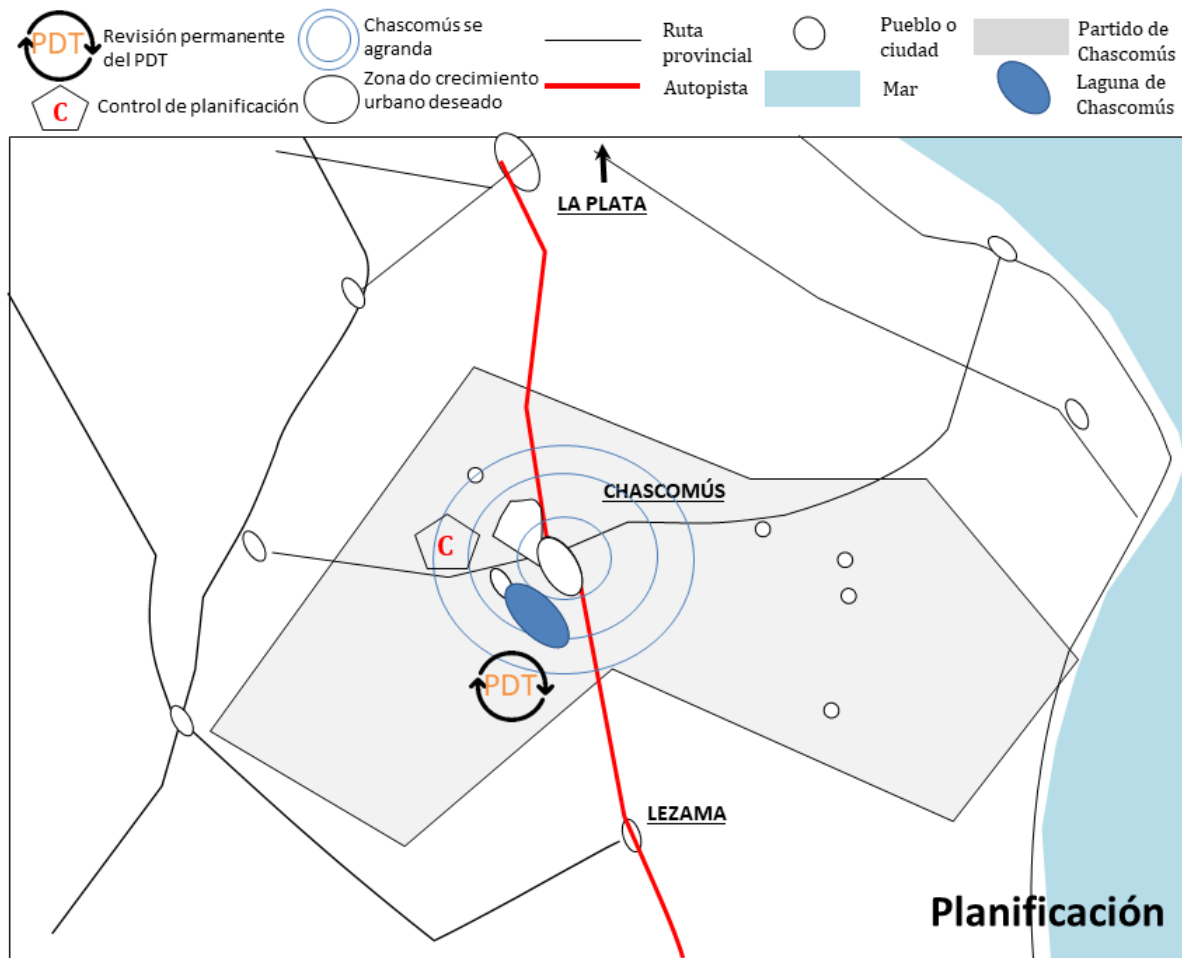 PDT
Revisión permanente
del PDT
Chascomús se
agranda
Ruta
provincial
Pueblo o
ciudad
Partido de
Chascomús
C
Control de planificación
Zona do crecimiento
urbano deseado
Autopista
Mar
Laguna de
Chascomús
LA PLATA
CHASCOMÚS
C
PDT
LEZAMA
Planificación